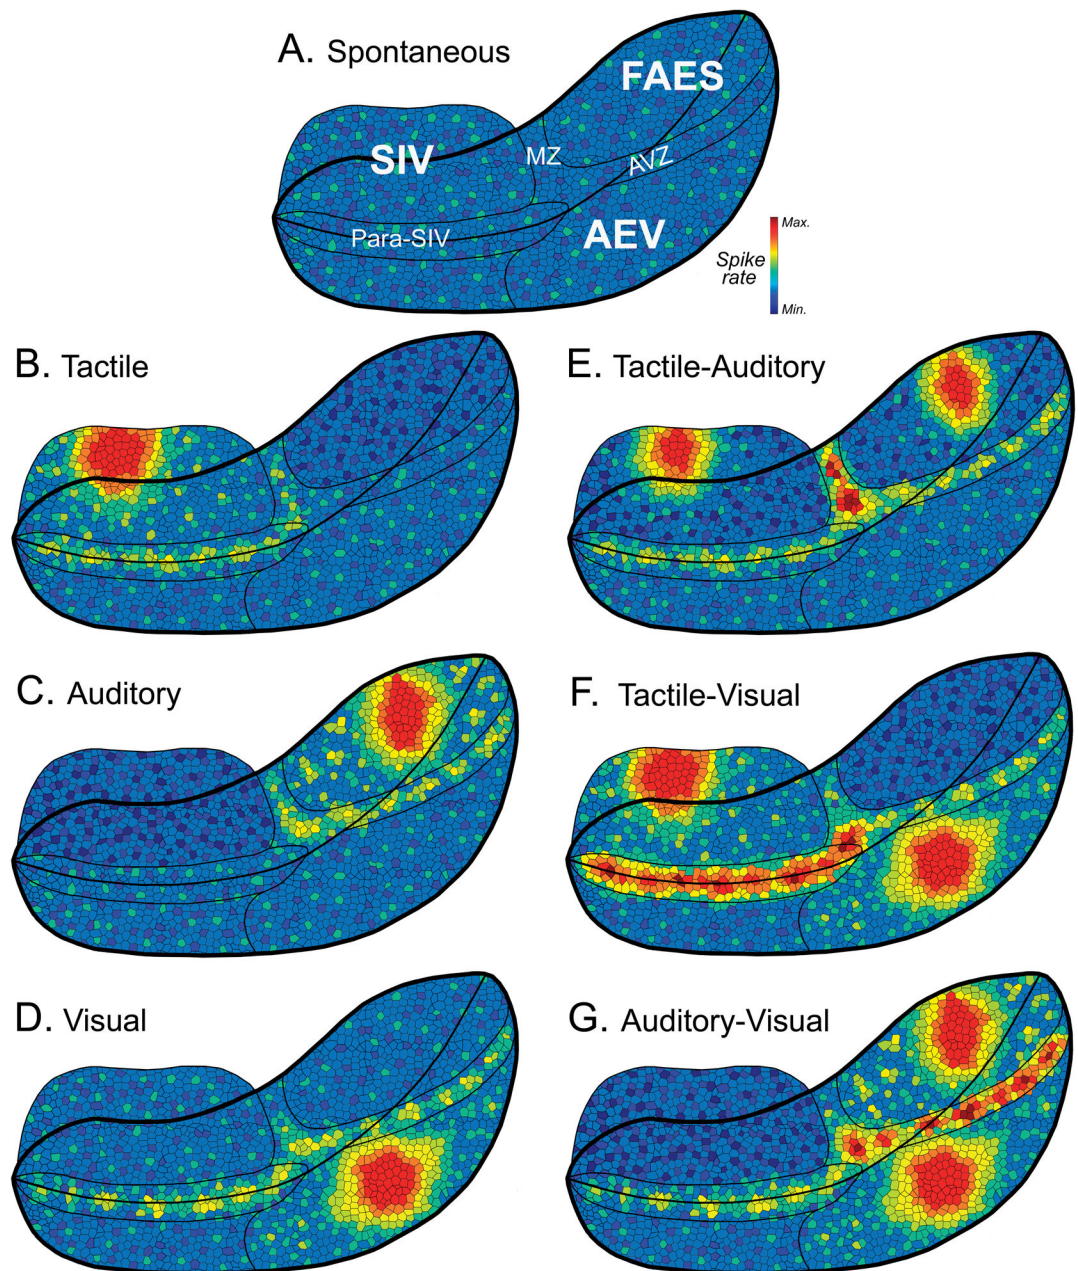 A. Spontaneous
FAES
SIV
MZ
AVZ
Para-SIV
AEV
Max.
Spike
rate
Min.
B. Tactile
E. Tactile-Auditory
C. Auditory
F. Tactile-Visual
D. Visual
G. Auditory-Visual